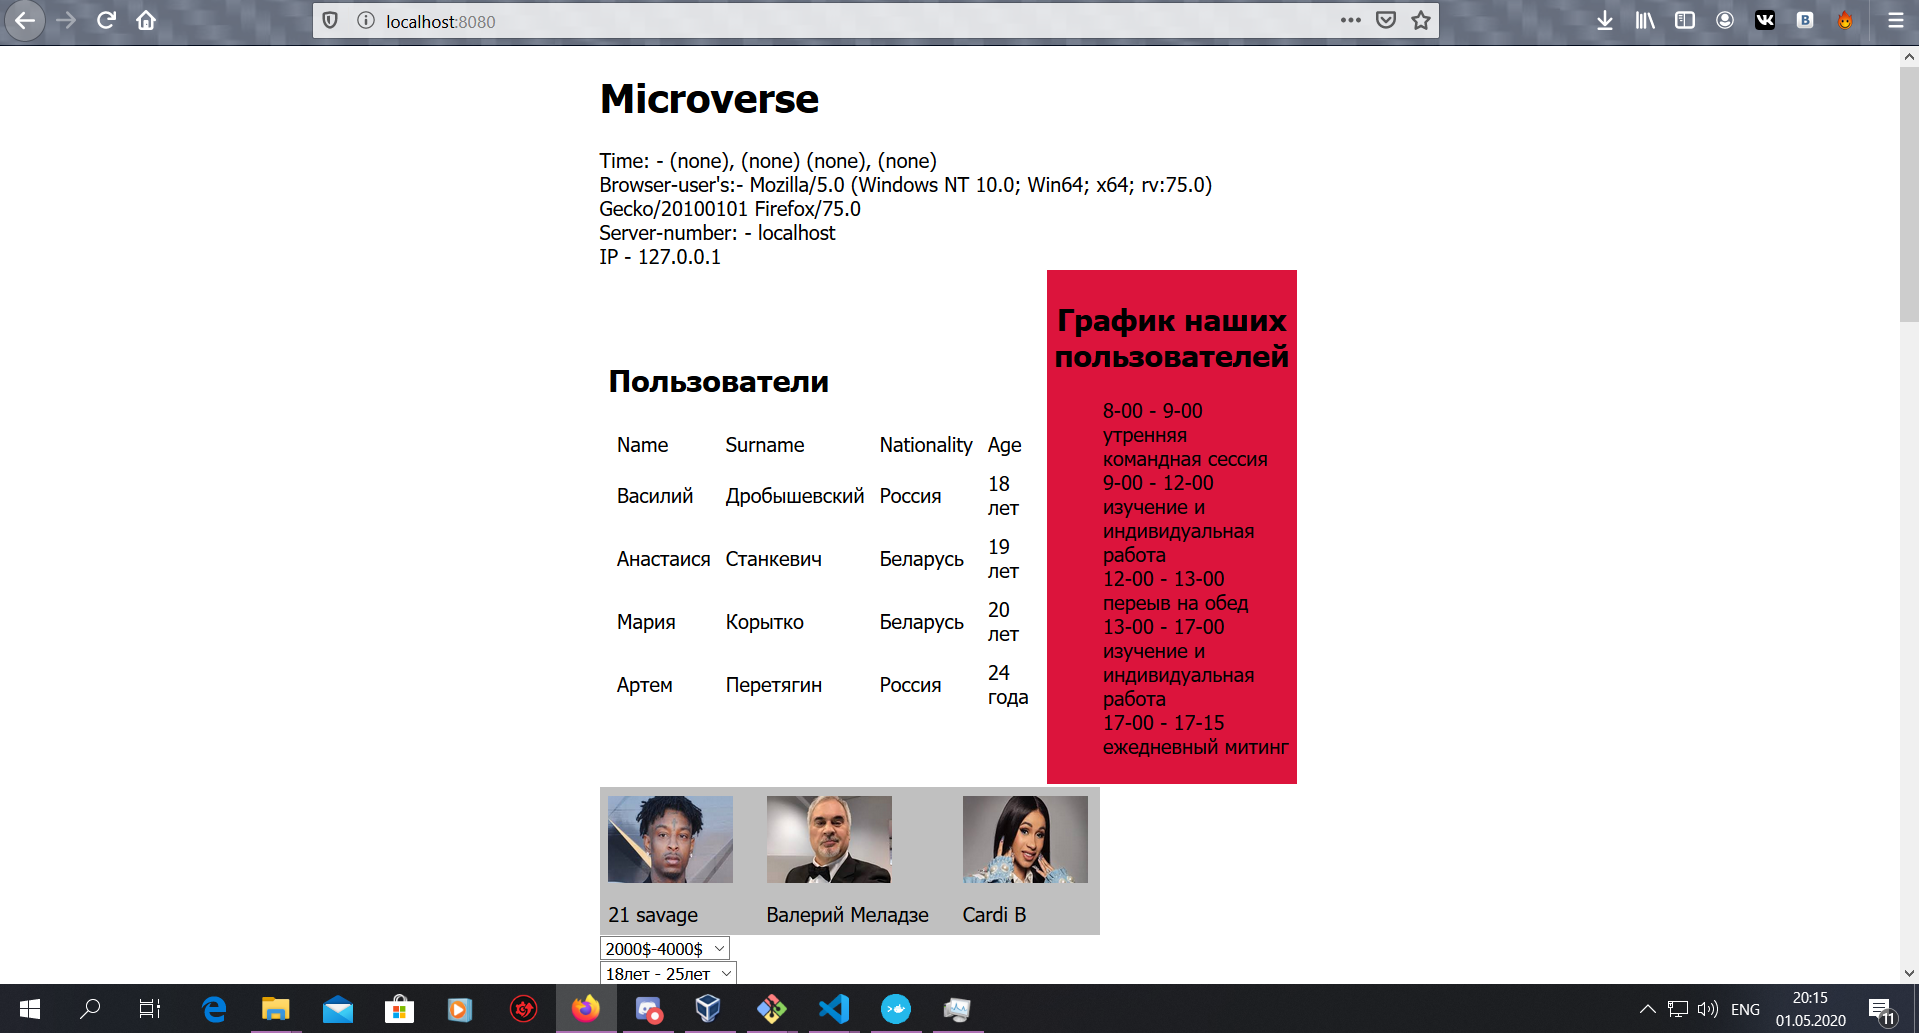 localhost:8080
Microverse
Time: - (none), (none) (none), (none)
Browser-user's:- Mozilla/5.0 (Windows NT 10.0; Win64; x64; rv:75.0)
Gecko/20100101 Firefox/75.0
Server-number: - localhost
IP - 127.0.0.1
Пользователи
Name Surname Nationality Age
Василий Дробышевский Россия 18 лет
Анастаися Станкевич Беларусь 19 лет
Мария Корытко Беларусь 20 лет
Артем Перетягин Россия 24 года
График наших
пользователей
8-00 - 9-00
утренняя
командная сессия
9-00 - 12-00
изучение и
индивидуальная
работа
12-00 - 13-00
переыв на обед
13-00 - 17-00
изучение и
индивидуальная
работа
17-00 - 17-15
ежедневный митинг
21 savage Валерий Меладзе Cardi B
2000$-4000$
18лет - 25лет
ENG
20:15
01.05.2020
11